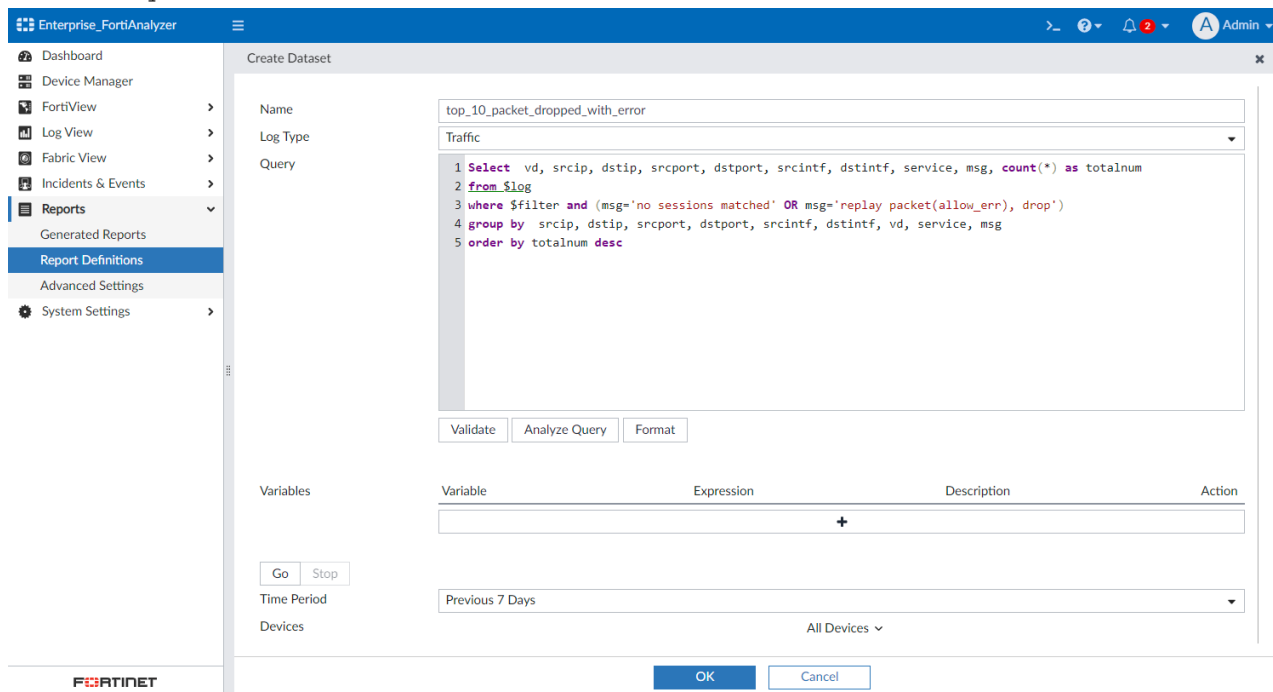 Enterprise_FortiAnalyzer
2
A Admin
Dashboard
Device Manager
FortiView
Log View
Fabric View
Incidents & Events
Reports
Generated Reports
Report Definitions
Advanced Settings
System Settings
FORTINET
Create Dataset
Name
top_10_packet_dropped_with_error
Log Type
Traffic
Query
1 Select  vd, srcip, dstip, srcport, dstport, srcintf, dstintf, service, msg, count(*) as totalnum
2 from $log
3 where $filter and (msg='no sessions matched' OR msg='replay packet(allow_err), drop')
4 group by  srcip, dstip, srcport, dstport, srcintf, dstintf, vd, service, msg
5 order by totalnum desc
Validate Analyze Query Format
Variables
Variable Expression Description Action
+
Go Stop
Time Period
Previous 7 Days
Devices
All Devices
OK Cancel